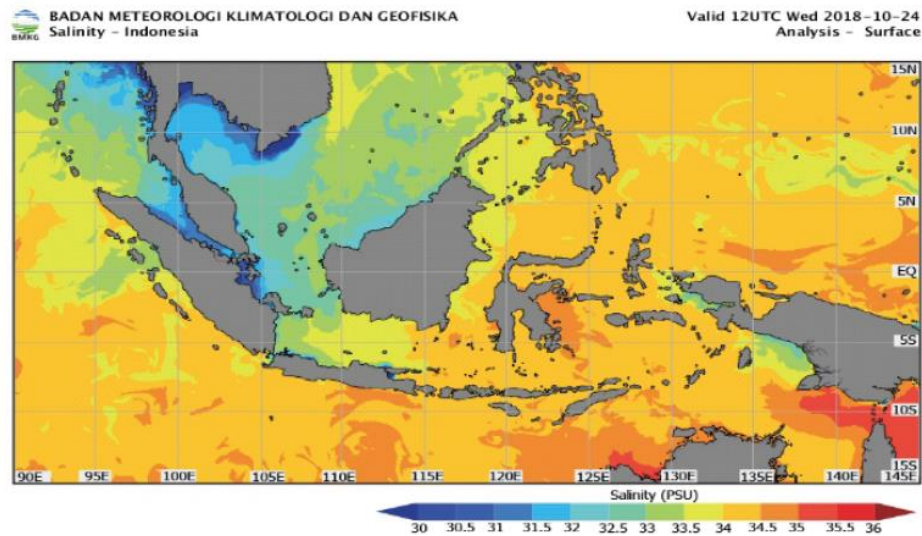 BADAN METEOROLOGI KLIMATOLOGI DAN GEOFISIKA
Salinity - Indonesia
BMKG
Valid 12UTC Wed 2018-10-24
Analysis - Surface
15N
10N
5N
EQ
5S
10S
15S
90E 95E 100E 105E 110E 115E 120E 125E 130E 135E 140E 145E
Salinity (PSU)
30 30.5 31 31.5 32 32.5 33 33.5 34 34.5 35 35.5 36